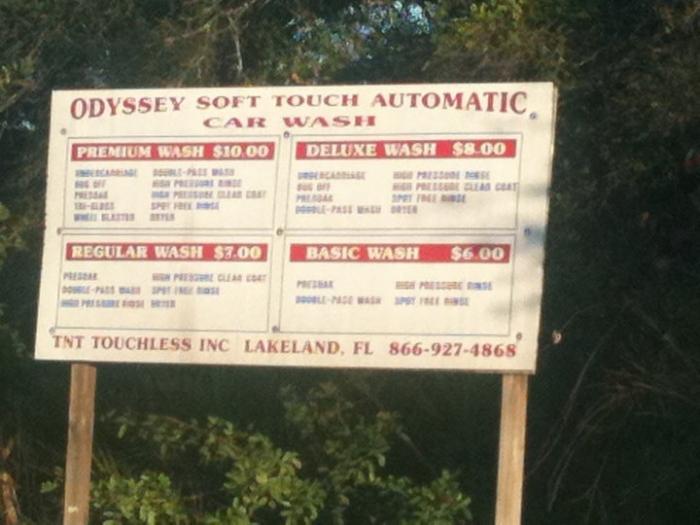 ODYSSEY SOFT TOUCH AUTOMATIC
CAR WASH
PREMIUM WASH $10.00
UNDERCARRIAGE DOUBLE-PASS WASH
BUG OFF HIGH PRESSURE RINSE
PRESOAK HIGH PRESSURE CLEAR COAT
TRI-GLOSS SPOT FREE RINSE
WHEEL BLASTER DRYER
DELUXE WASH $8.00
UNDERCARRIAGE HIGH PRESSURE RINSE
BUG OFF HIGH PRESSURE CLEAR COAT
PRESOAK SPOT FREE RINSE
DOUBLE-PASS WASH DRYER
REGULAR WASH $7.00
PRESOAK HIGH PRESSURE CLEAR COAT
DOUBLE-PASS WASH SPOT FREE RINSE
HIGH PRESSURE RINSE DRYER
BASIC WASH $6.00
PRESOAK HIGH PRESSURE RINSE
DOUBLE-PASS WASH SPOT FREE RINSE
TNT TOUCHLESS INC LAKELAND, FL 866-927-4868